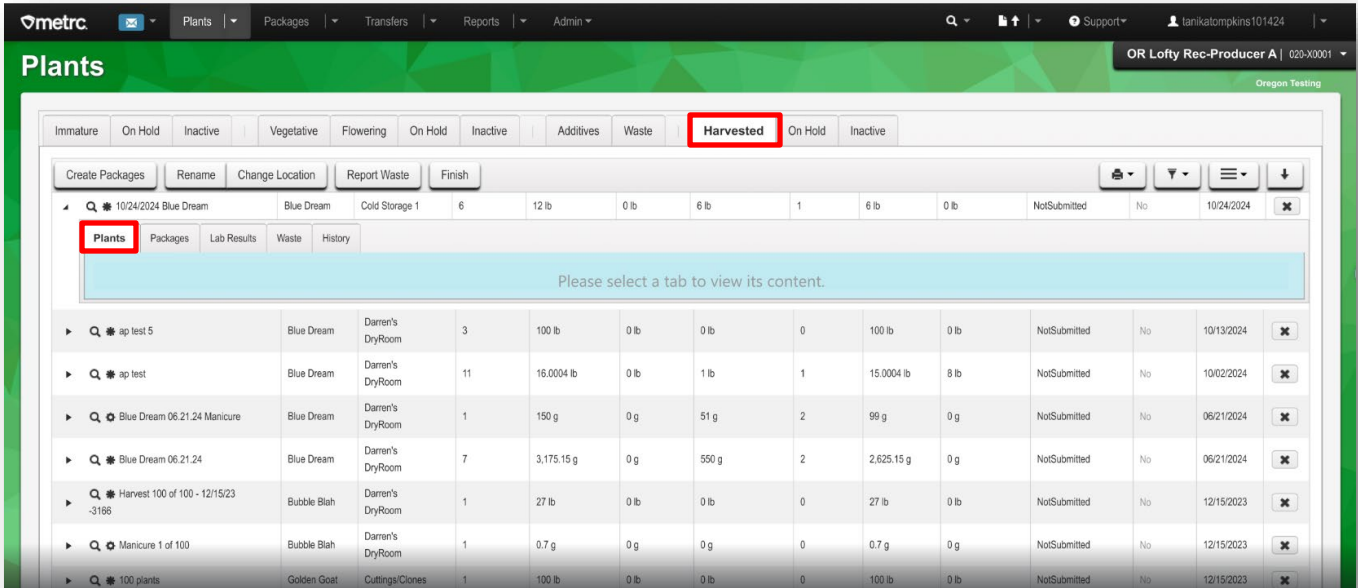 metrc. Plants Packages Transfers Reports Admin Support tanikatompkins101424
OR Lofty Rec-Producer A | 020-X0001
Plants
Oregon Testing
Immature On Hold Inactive Vegetative Flowering On Hold Inactive Additives Waste Harvested On Hold Inactive
Create Packages Rename Change Location Report Waste Finish
10/24/2024 Blue Dream Blue Dream Cold Storage 1 6 12 lb 0 lb 6 lb 1 6 lb 0 lb NotSubmitted No 10/24/2024
Plants Packages Lab Results Waste History
Please select a tab to view its content.
ap test 5 Blue Dream Darren's DryRoom 3 100 lb 0 lb 0 lb 0 100 lb 0 lb NotSubmitted No 10/13/2024
ap test Blue Dream Darren's DryRoom 11 16.0004 lb 0 lb 1 lb 1 15.0004 lb 8 lb NotSubmitted No 10/02/2024
Blue Dream 06.21.24 Manicure Blue Dream Darren's DryRoom 1 150 g 0 g 51 g 2 99 g 0 g NotSubmitted No 06/21/2024
Blue Dream 06.21.24 Blue Dream Darren's DryRoom 7 3,175.15 g 0 g 550 g 2 2,625.15 g 0 g NotSubmitted No 06/21/2024
Harvest 100 of 100 - 12/15/23 -3166 Bubble Blah Darren's DryRoom 1 27 lb 0 lb 0 lb 0 27 lb 0 lb NotSubmitted No 12/15/2023
Manicure 1 of 100 Bubble Blah Darren's DryRoom 1 0.7 g 0 g 0 g 0 0.7 g 0 g NotSubmitted No 12/15/2023
100 plants Golden Goat Cuttings/Clones 1 100 lb 0 lb 0 lb 0 100 lb 0 lb NotSubmitted No 12/15/2023